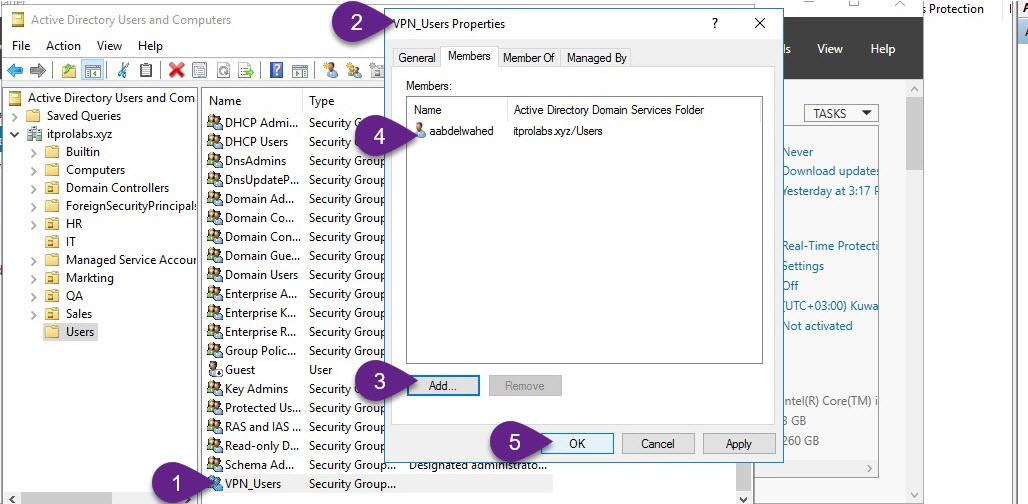 Active Directory Users and Computers
File Action View Help
Active Directory Users and Com
Saved Queries
itprolabs.xyz
Builtin
Computers
Domain Controllers
ForeignSecurityPrincipals
HR
IT
Managed Service Accour
Markting
QA
Sales
Users
Name Type
DHCP Admi... Security Group
DHCP Users Security Group
DnsAdmins Security Group
DnsUpdateP... Security Group
Domain Ad... Security Group
Domain Co... Security Group
Domain Con... Security Group
Domain Gue... Security Group
Domain Users Security Group
Enterprise A... Security Group
Enterprise K... Security Group
Enterprise R... Security Group
Group Polic... Security Group
Guest User
Key Admins Security Group
Protected Us... Security Group
RAS and IAS ... Security Group
Read-only D... Security Group
Schema Ad... Security Group... Designated administrato...
1 VPN_Users Security Group...
2 VPN_Users Properties ?
General Members Member Of Managed By
Members:
Name Active Directory Domain Services Folder
4 aabdelwahed itprolabs.xyz/Users
3 Add... Remove
5 OK Cancel Apply
s Protection
ls View Help
TASKS
Never
Download updates
Yesterday at 3:17 P
Real-Time Protecti
Settings
Off
(UTC+03:00) Kuwa
Not activated
ntel(R) Core(TM) i
GB
260 GB